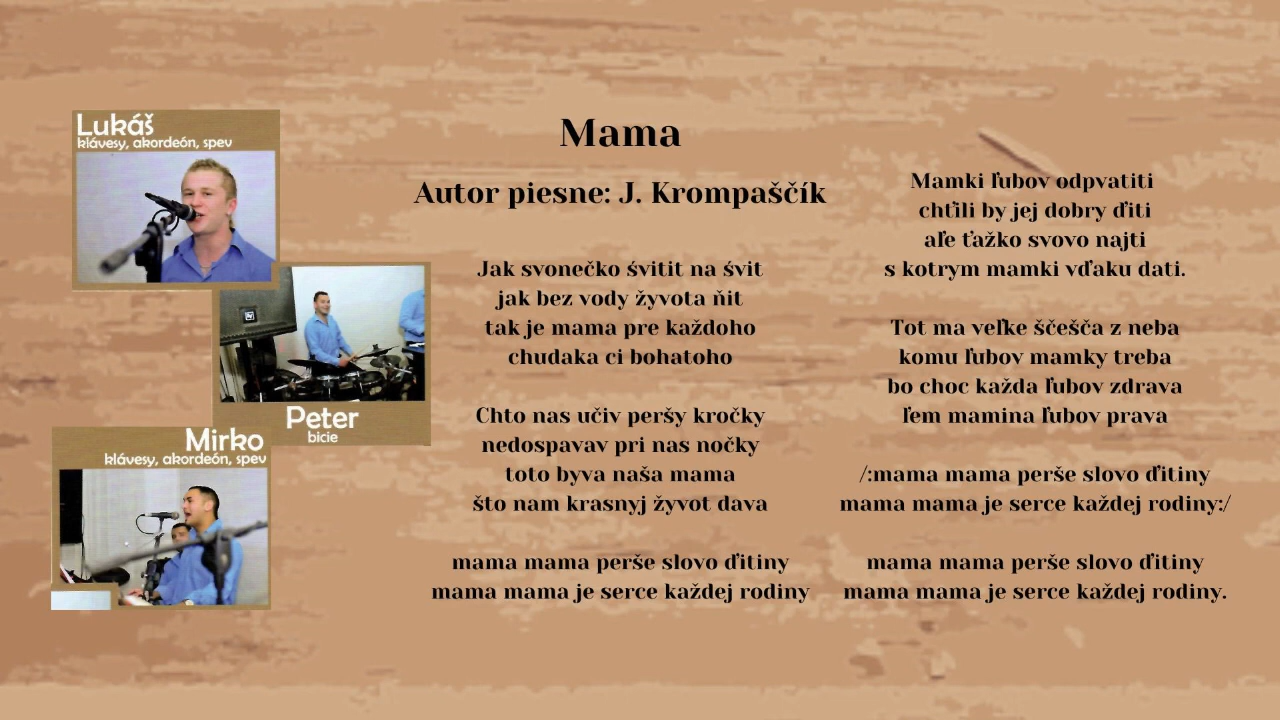 Lukáš
klávesy, akordeón, spev
Peter
bicie
Mirko
klávesy, akordeón, spev
Mama
Autor piesne: J. Krompaščík
Jak svonečko śvitit na śvit
jak bez vody žyvota ňit
tak je mama pre každoho
chudaka ci bohatoho
Chto nas učiv peršy kročky
nedospavav pri nas nočky
toto byva naša mama
što nam krasnyj žyvot dava
mama mama perše slovo ďitiny
mama mama je serce každej rodiny
Mamki ľubov odpvatiti
chťili by jej dobry ďiti
aľe ťažko svovo najti
s kotrym mamki vďaku dati.
Tot ma veľke ščešča z neba
komu ľubov mamky treba
bo choc každa ľubov zdrava
ľem mamina ľubov prava
/:mama mama perše slovo ďitiny
mama mama je serce každej rodiny:/
mama mama perše slovo ďitiny
mama mama je serce každej rodiny.